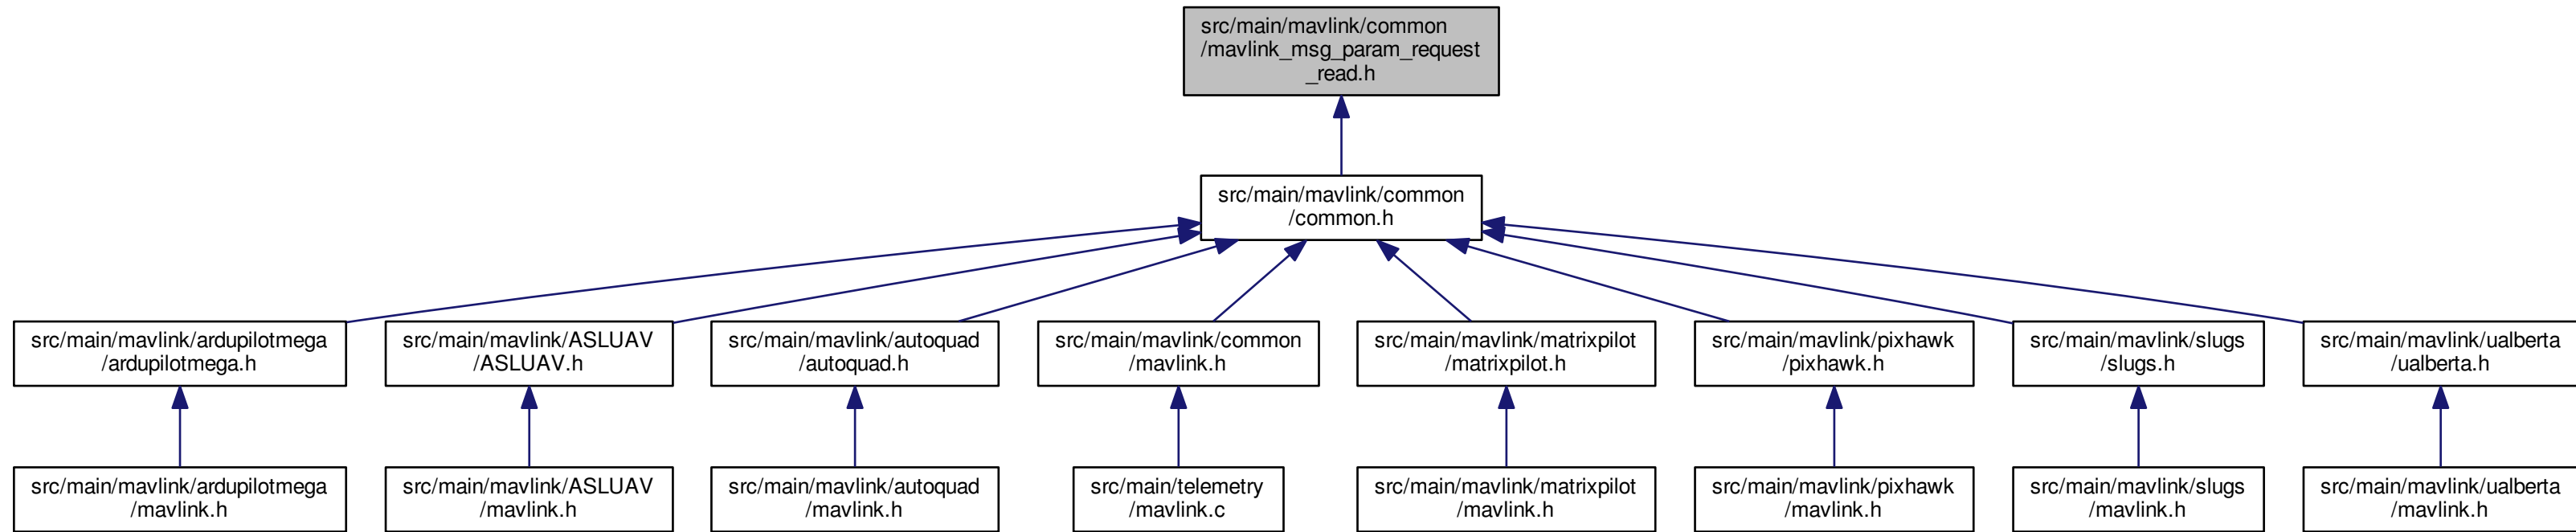 src/main/mavlink/common
/mavlink_msg_param_request
_read.h
src/main/mavlink/common
/common.h
src/main/mavlink/ardupilotmega
/ardupilotmega.h
src/main/mavlink/ASLUAV
/ASLUAV.h
src/main/mavlink/autoquad
/autoquad.h
src/main/mavlink/common
/mavlink.h
src/main/mavlink/matrixpilot
/matrixpilot.h
src/main/mavlink/pixhawk
/pixhawk.h
src/main/mavlink/slugs
/slugs.h
src/main/mavlink/ualberta
/ualberta.h
src/main/mavlink/ardupilotmega
/mavlink.h
src/main/mavlink/ASLUAV
/mavlink.h
src/main/mavlink/autoquad
/mavlink.h
src/main/telemetry
/mavlink.c
src/main/mavlink/matrixpilot
/mavlink.h
src/main/mavlink/pixhawk
/mavlink.h
src/main/mavlink/slugs
/mavlink.h
src/main/mavlink/ualberta
/mavlink.h